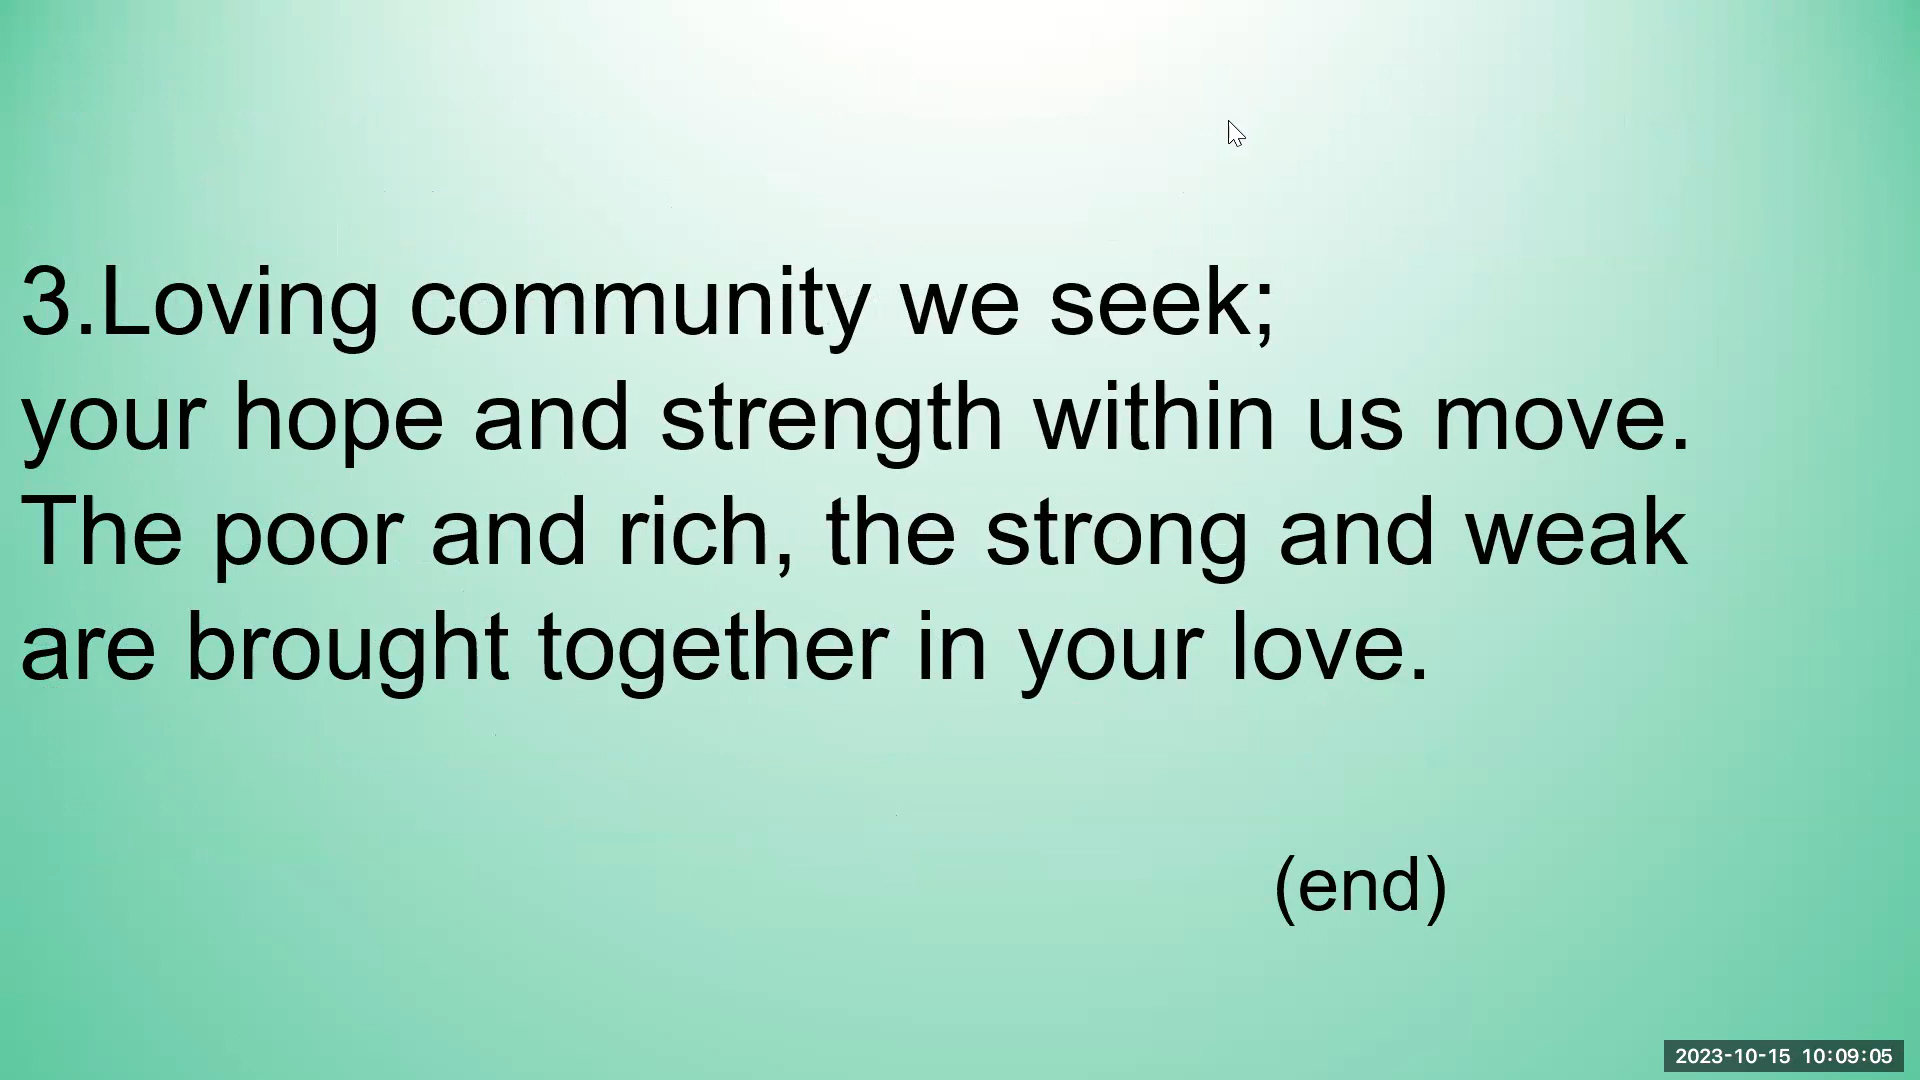 3.Loving community we seek;
your hope and strength within us move.
The poor and rich, the strong and weak
are brought together in your love.
(end)
2023-10-15 10:09:05